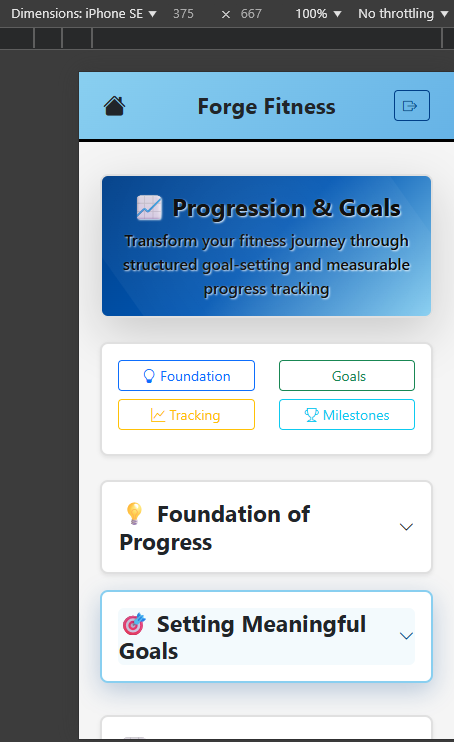 Dimensions: iPhone SE 375 × 667 100% No throttling
Forge Fitness
Progression & Goals
Transform your fitness journey through
structured goal-setting and measurable
progress tracking
Foundation Goals
Tracking Milestones
Foundation of
Progress
Setting Meaningful
Goals